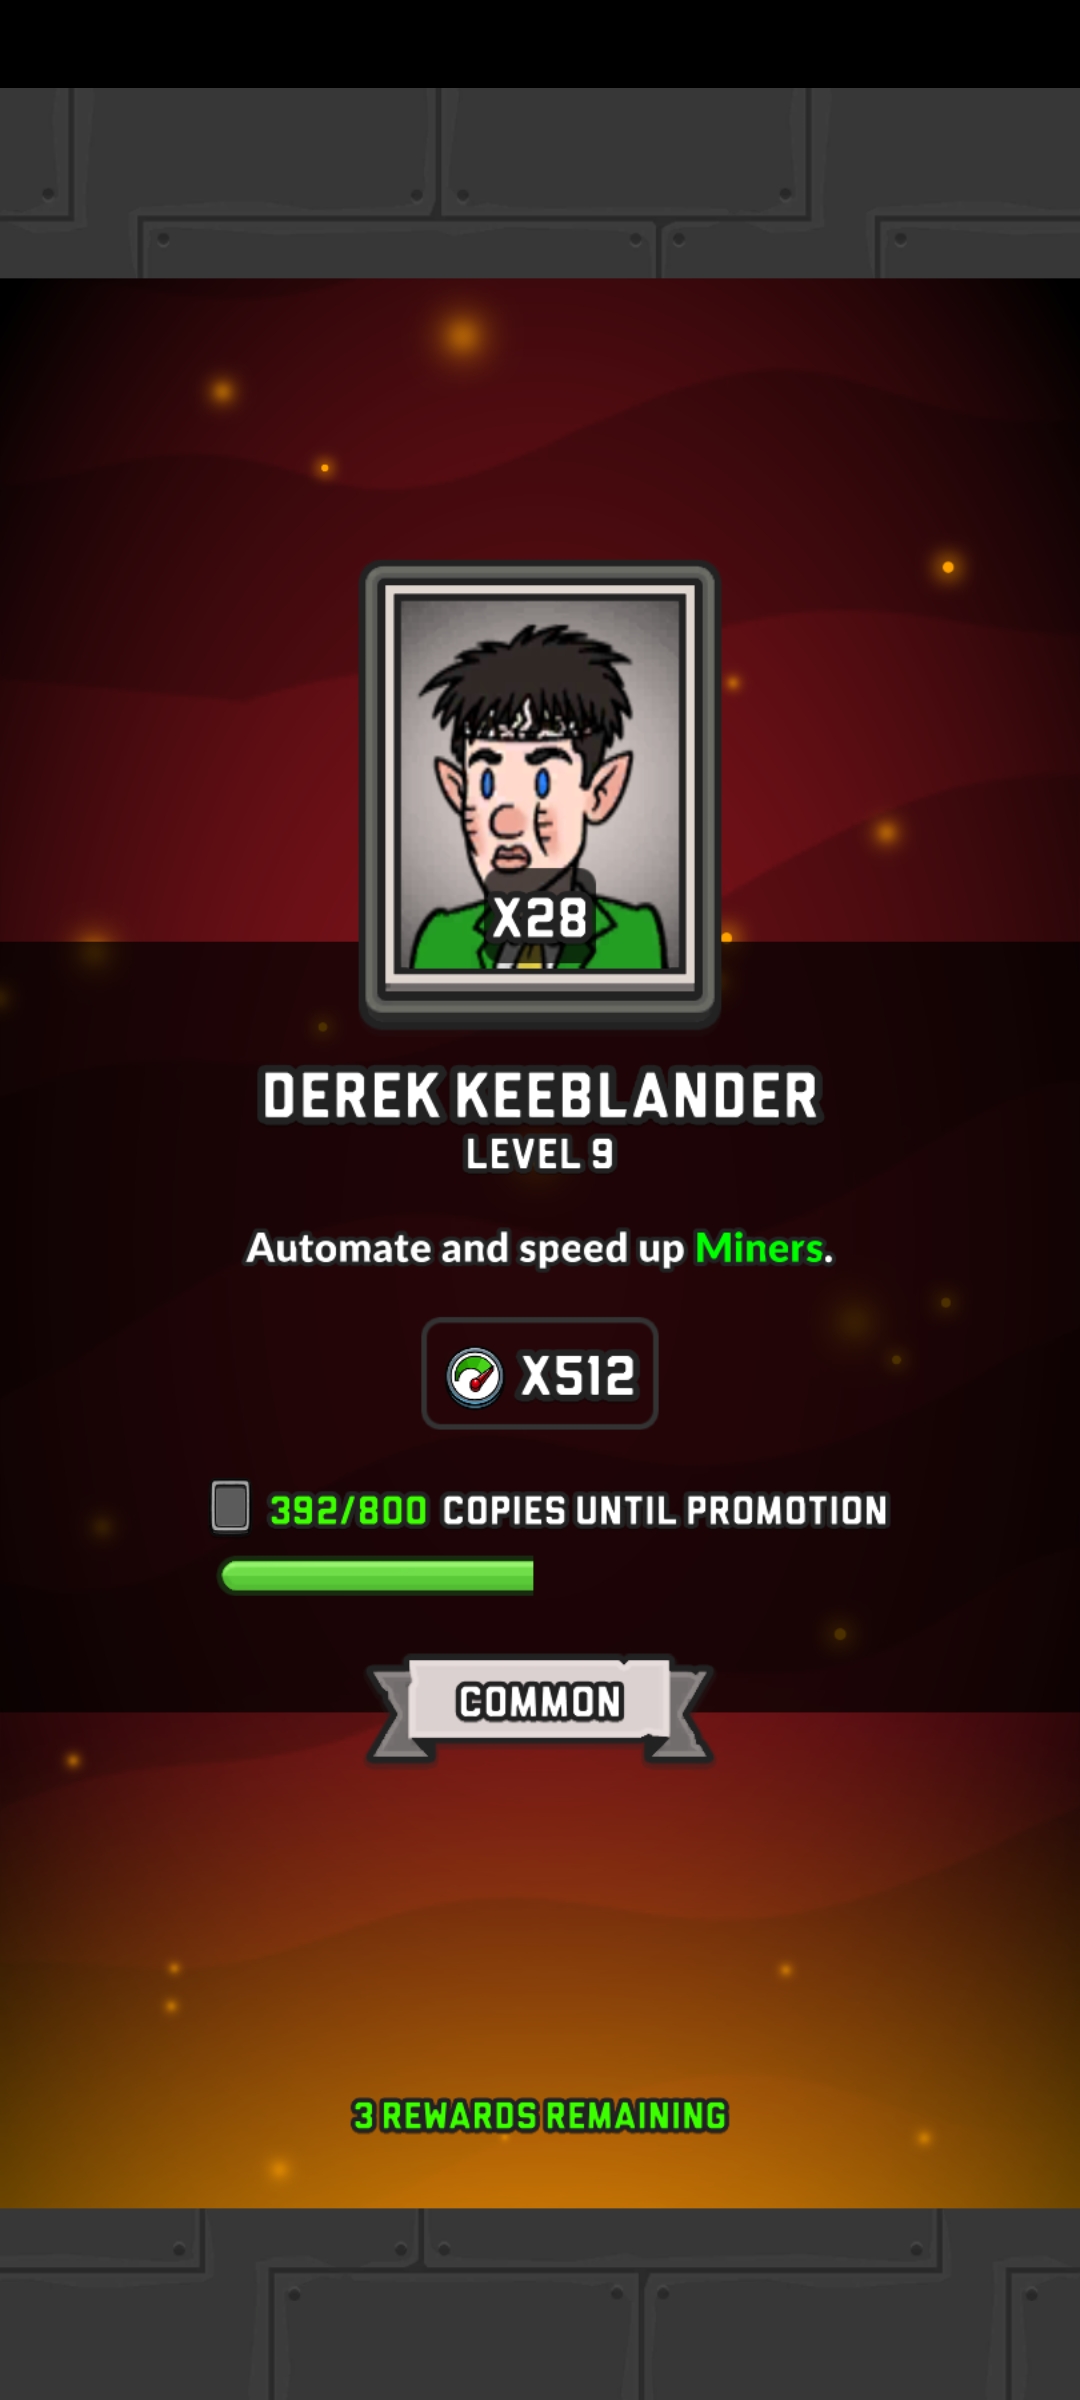 X28
DEREK KEEBLANDER
LEVEL 9
Automate and speed up Miners.
X512
392/800 COPIES UNTIL PROMOTION
COMMON
3 REWARDS REMAINING